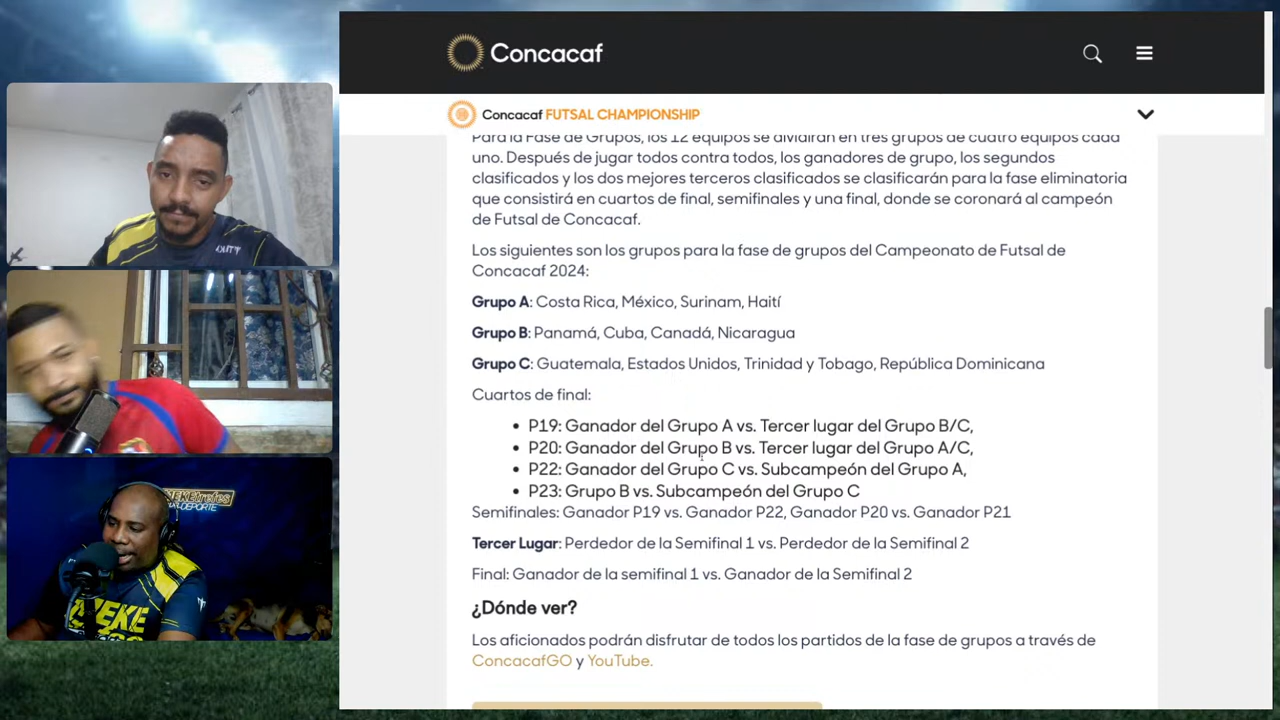 Concacaf
Concacaf FUTSAL CHAMPIONSHIP
Para la Fase de Grupos, los 12 equipos se dividirán en tres grupos de cuatro equipos cada
uno. Después de jugar todos contra todos, los ganadores de grupo, los segundos
clasificados y los dos mejores terceros clasificados se clasificarán para la fase eliminatoria
que consistirá en cuartos de final, semifinales y una final, donde se coronará al campeón
de Futsal de Concacaf.
Los siguientes son los grupos para la fase de grupos del Campeonato de Futsal de
Concacaf 2024:
Grupo A: Costa Rica, México, Surinam, Haití
Grupo B: Panamá, Cuba, Canadá, Nicaragua
Grupo C: Guatemala, Estados Unidos, Trinidad y Tobago, República Dominicana
Cuartos de final:
• P19: Ganador del Grupo A vs. Tercer lugar del Grupo B/C,
• P20: Ganador del Grupo B vs. Tercer lugar del Grupo A/C,
• P22: Ganador del Grupo C vs. Subcampeón del Grupo A,
• P23: Grupo B vs. Subcampeón del Grupo C
Semifinales: Ganador P19 vs. Ganador P22, Ganador P20 vs. Ganador P21
Tercer Lugar: Perdedor de la Semifinal 1 vs. Perdedor de la Semifinal 2
Final: Ganador de la semifinal 1 vs. Ganador de la Semifinal 2
¿Dónde ver?
Los aficionados podrán disfrutar de todos los partidos de la fase de grupos a través de
ConcacafGO y YouTube.